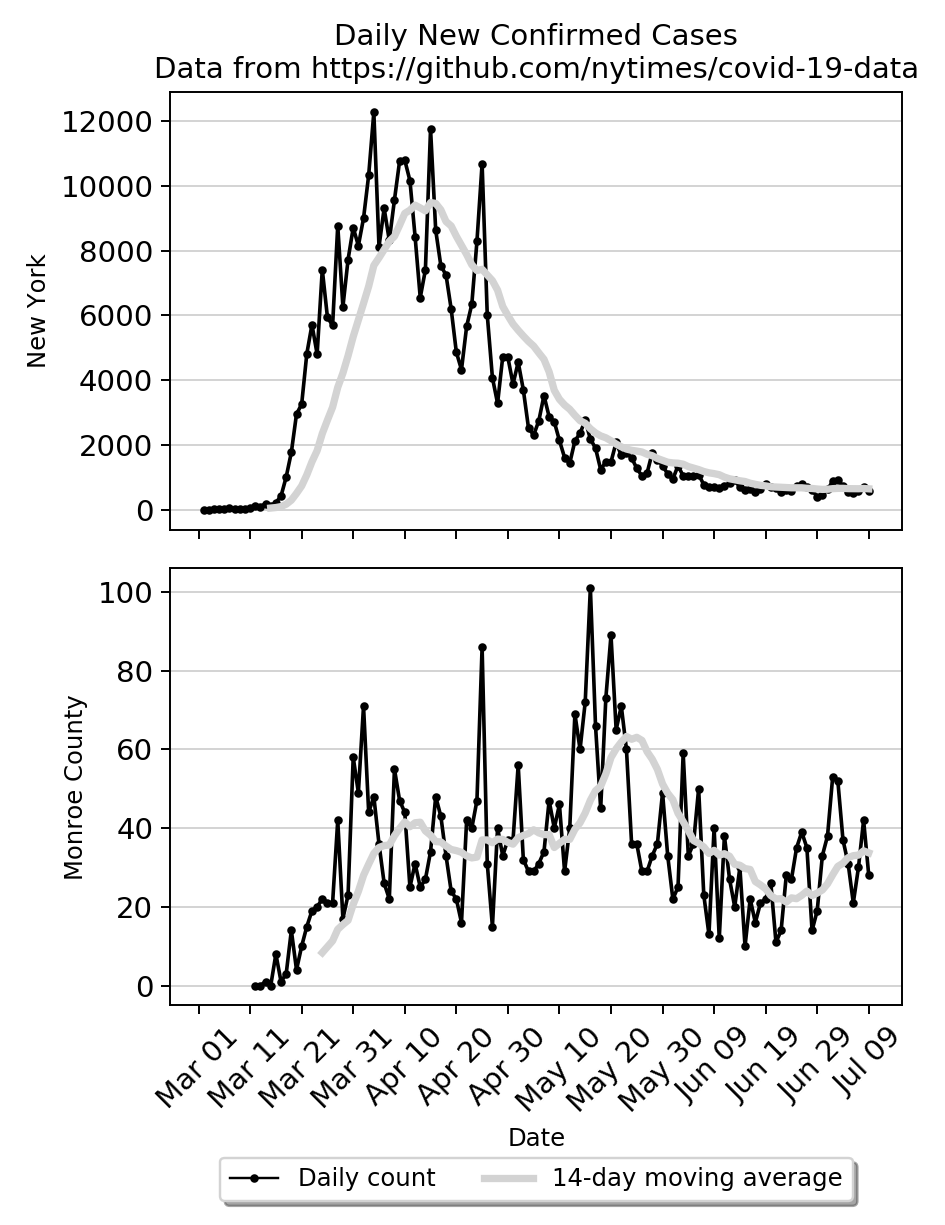 Daily New Confirmed Cases
Data from https://github.com/nytimes/covid-19-data
12000
10000
8000
6000
4000
2000
0
New York
100
80
60
40
20
0
Monroe County
Mar 01
Mar 11
Mar 21
Mar 31
Apr 10
Apr 20
Apr 30
May 10
May 20
May 30
Jun 09
Jun 19
Jun 29
Jul 09
Date
Daily count
14-day moving average